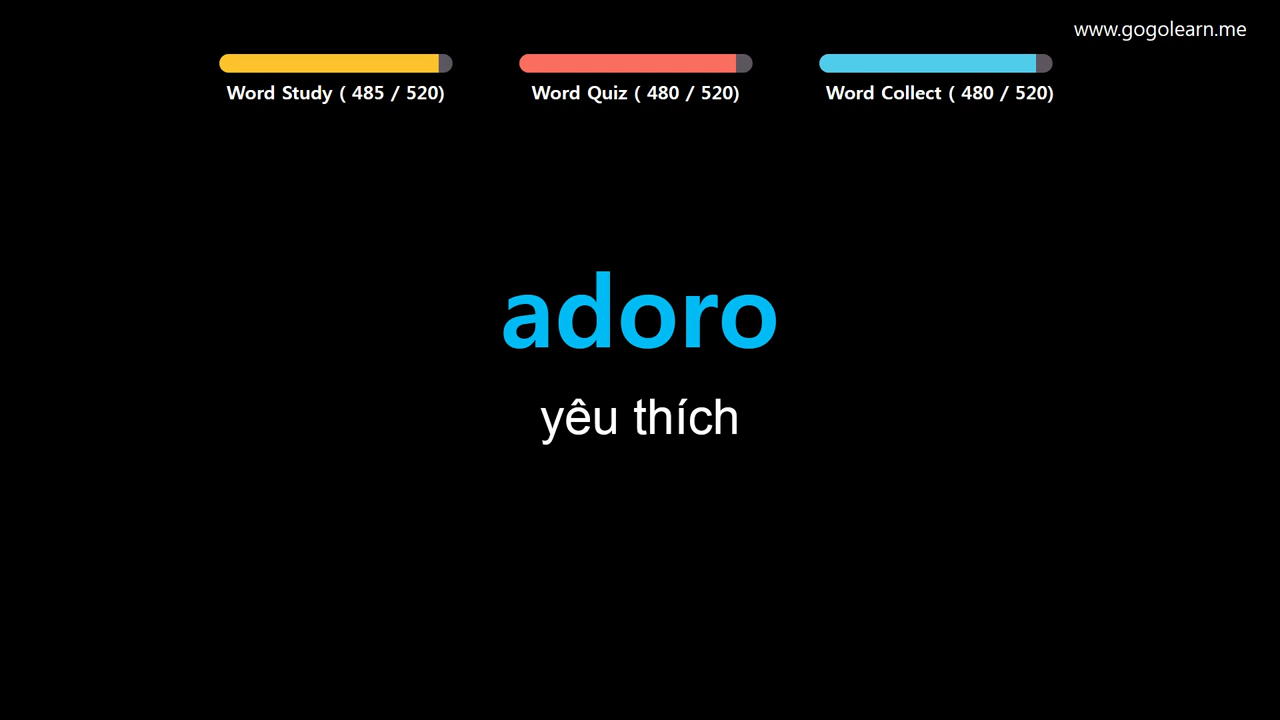 www.gogolearn.me
Word Study ( 485 / 520)
Word Quiz ( 480 / 520)
Word Collect ( 480 / 520)
adoro
yêu thích